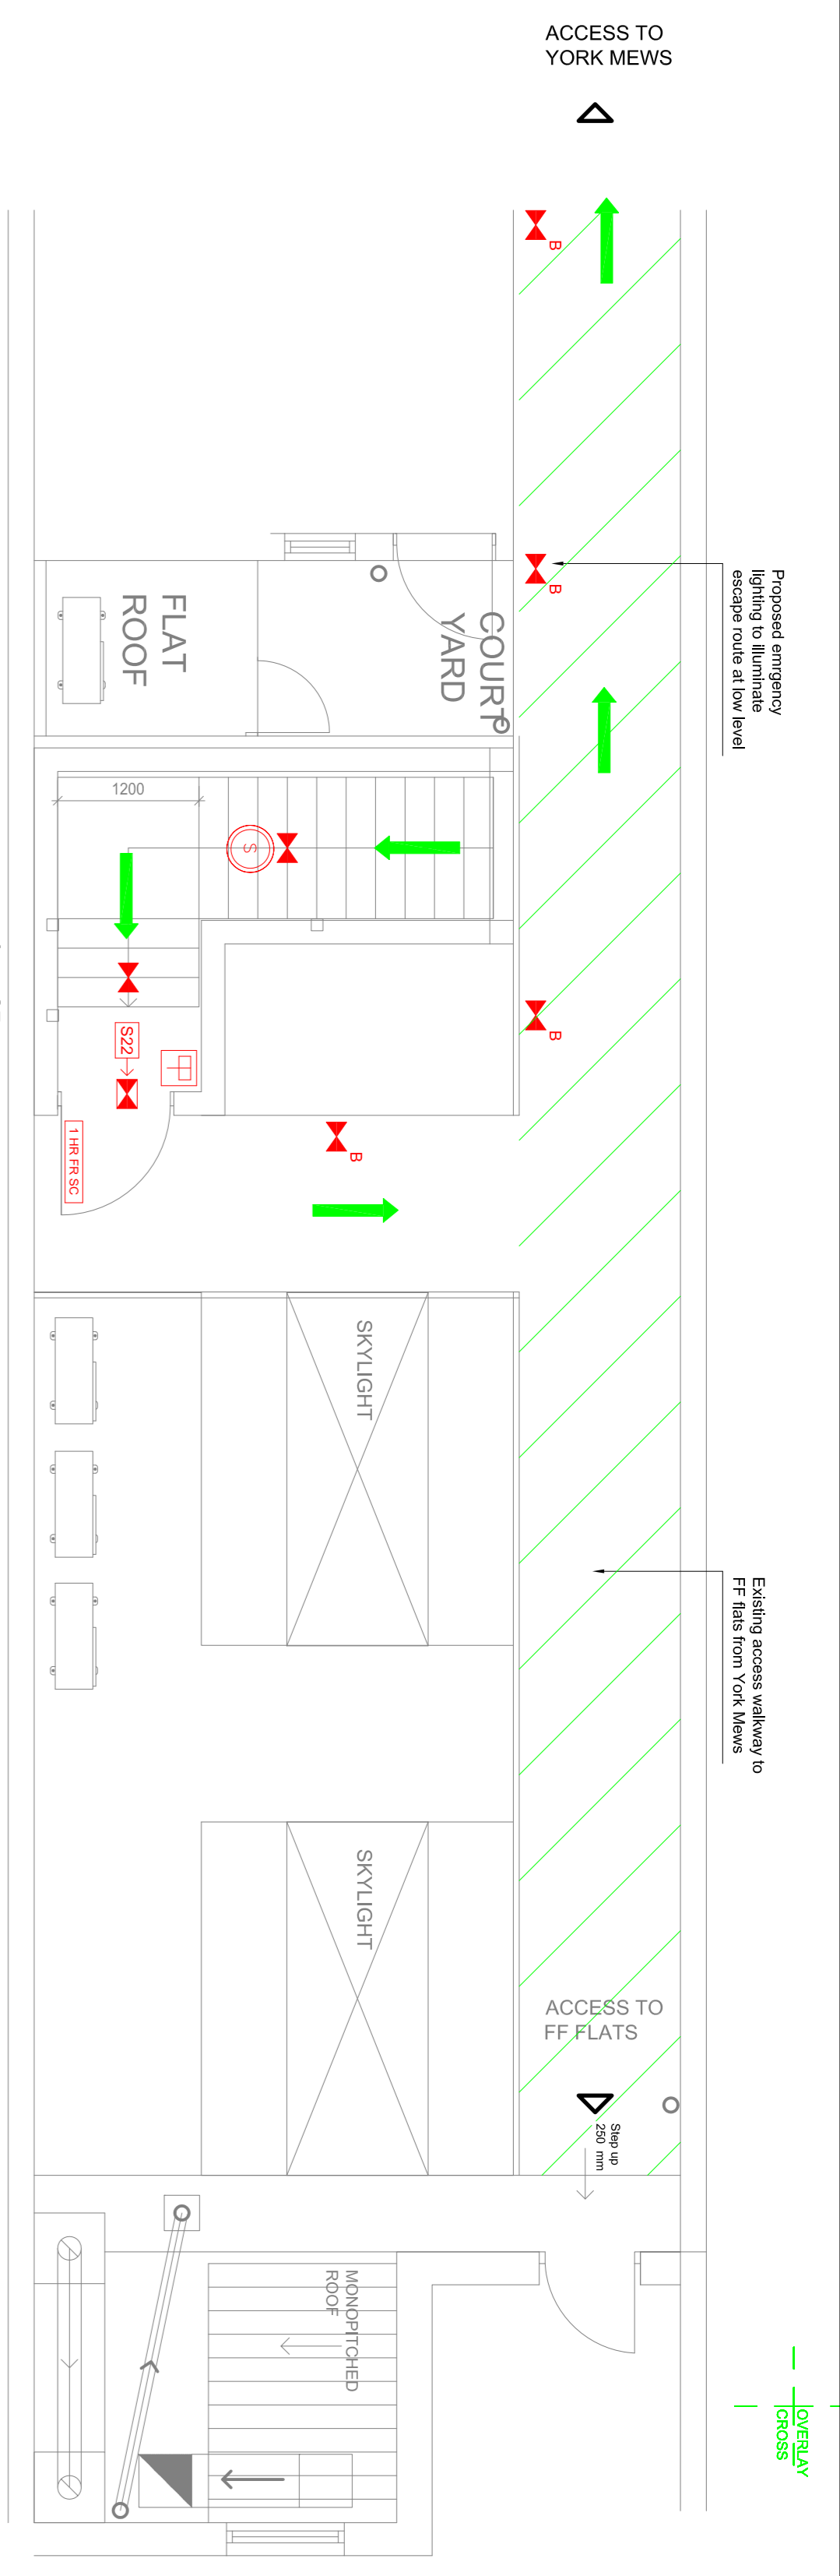 ACCESS TO
YORK MEWS
B
Proposed emrgency
lighting to illuminate
escape route at low level
B
FLAT
ROOF
COURT
YARD
1200
S
B
S22
1 HR FR SC
B
SKYLIGHT
Existing access walkway to
FF flats from York Mews
SKYLIGHT
ACCESS TO
FF FLATS
Step up
250 mm
MONOPITCHED
ROOF
OVERLAY
CROSS